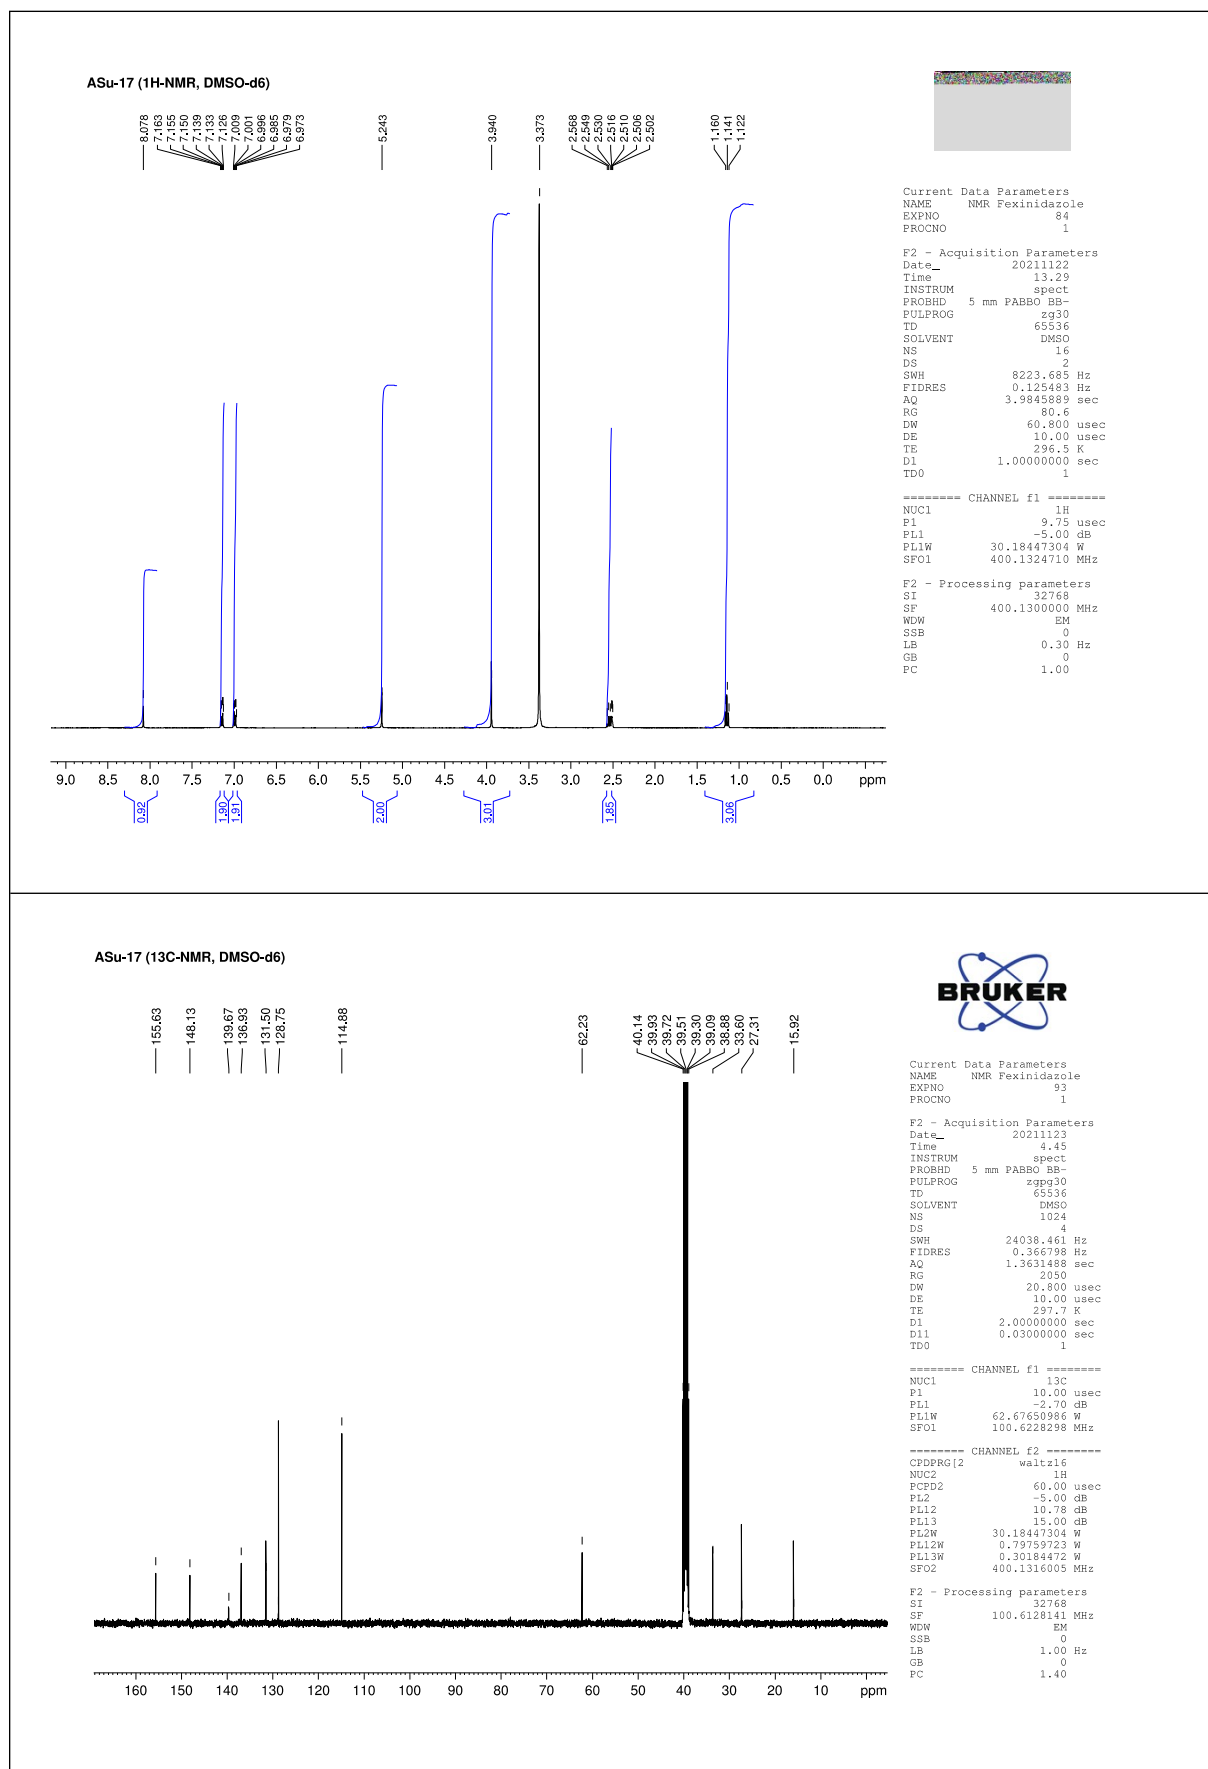 ASu-17 (1H-NMR, DMSO-d6)
8.078
7.163
7.155
7.150
7.139
7.133
7.126
7.009
7.001
6.996
6.985
6.979
6.973
5.243
3.940
3.373
2.568
2.549
2.530
2.516
2.510
2.506
2.502
1.160
1.141
1.122
Current Data Parameters
NAME NMR Fexinidazole
EXPNO 84
PROCNO 1
F2 - Acquisition Parameters
Date_ 20211122
Time 13.29
INSTRUM spect
PROBHD 5 mm PABBO BB-
PULPROG zg30
TD 65536
SOLVENT DMSO
NS 16
DS 2
SWH 8223.685 Hz
FIDRES 0.125483 Hz
AQ 3.9845889 sec
RG 80.6
DW 60.800 usec
DE 10.00 usec
TE 296.5 K
D1 1.00000000 sec
TD0 1
======== CHANNEL f1 ========
NUC1 1H
P1 9.75 usec
PL1 -5.00 dB
PL1W 30.18447304 W
SFO1 400.1324710 MHz
F2 - Processing parameters
SI 32768
SF 400.1300000 MHz
WDW EM
SSB 0
LB 0.30 Hz
GB 0
PC 1.00
9.0 8.5 8.0 7.5 7.0 6.5 6.0 5.5 5.0 4.5 4.0 3.5 3.0 2.5 2.0 1.5 1.0 0.5 0.0 ppm
0.92
1.90
1.91
2.00
3.01
1.85
3.06
ASu-17 (13C-NMR, DMSO-d6)
155.63
148.13
139.67
136.93
131.50
128.75
114.88
62.23
40.14
39.93
39.72
39.51
39.30
39.09
38.88
33.60
27.31
15.92
BRUKER
Current Data Parameters
NAME NMR Fexinidazole
EXPNO 93
PROCNO 1
F2 - Acquisition Parameters
Date_ 20211123
Time 4.45
INSTRUM spect
PROBHD 5 mm PABBO BB-
PULPROG zgpg30
TD 65536
SOLVENT DMSO
NS 1024
DS 4
SWH 24038.461 Hz
FIDRES 0.366798 Hz
AQ 1.3631488 sec
RG 2050
DW 20.800 usec
DE 10.00 usec
TE 297.7 K
D1 2.00000000 sec
D11 0.03000000 sec
TD0 1
======== CHANNEL f1 ========
NUC1 13C
P1 10.00 usec
PL1 -2.70 dB
PL1W 62.67650986 W
SFO1 100.6228298 MHz
======== CHANNEL f2 ========
CPDPRG[2 waltz16
NUC2 1H
PCPD2 60.00 usec
PL2 -5.00 dB
PL12 10.78 dB
PL13 15.00 dB
PL2W 30.18447304 W
PL12W 0.79759723 W
PL13W 0.30184472 W
SFO2 400.1316005 MHz
F2 - Processing parameters
SI 32768
SF 100.6128141 MHz
WDW EM
SSB 0
LB 1.00 Hz
GB 0
PC 1.40
160 150 140 130 120 110 100 90 80 70 60 50 40 30 20 10 ppm